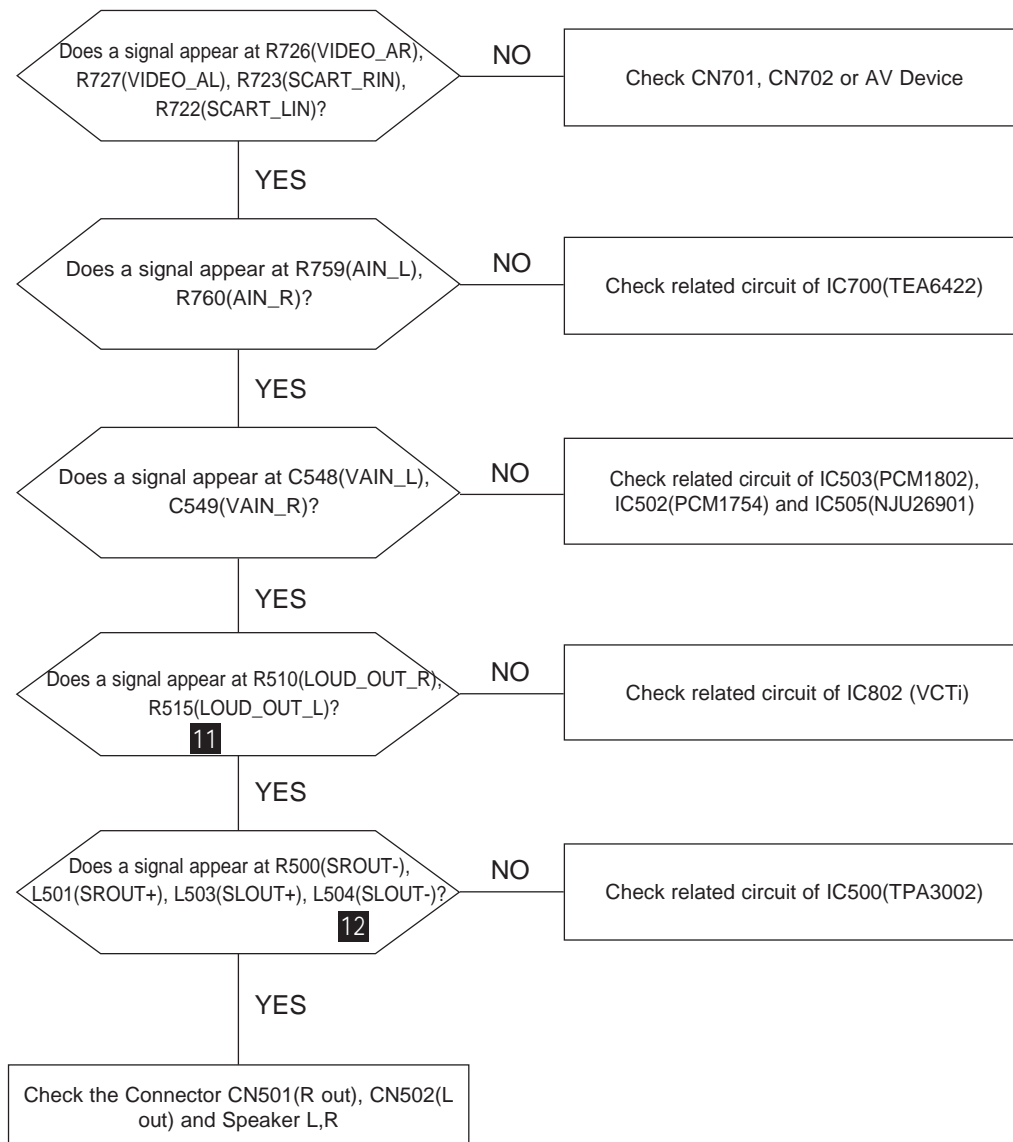 Does a signal appear at R726(VIDEO_AR),
R727(VIDEO_AL), R723(SCART_RIN),
R722(SCART_LIN)?
NO
Check CN701, CN702 or AV Device
YES
Does a signal appear at R759(AIN_L),
R760(AIN_R)?
NO
Check related circuit of IC700(TEA6422)
YES
Does a signal appear at C548(VAIN_L),
C549(VAIN_R)?
NO
Check related circuit of IC503(PCM1802),
IC502(PCM1754) and IC505(NJU26901)
YES
Does a signal appear at R510(LOUD_OUT_R),
R515(LOUD_OUT_L)?
11
NO
Check related circuit of IC802 (VCTi)
YES
Does a signal appear at R500(SROUT-),
L501(SROUT+), L503(SLOUT+), L504(SLOUT-)?
12
NO
Check related circuit of IC500(TPA3002)
YES
Check the Connector CN501(R out), CN502(L
out) and Speaker L,R